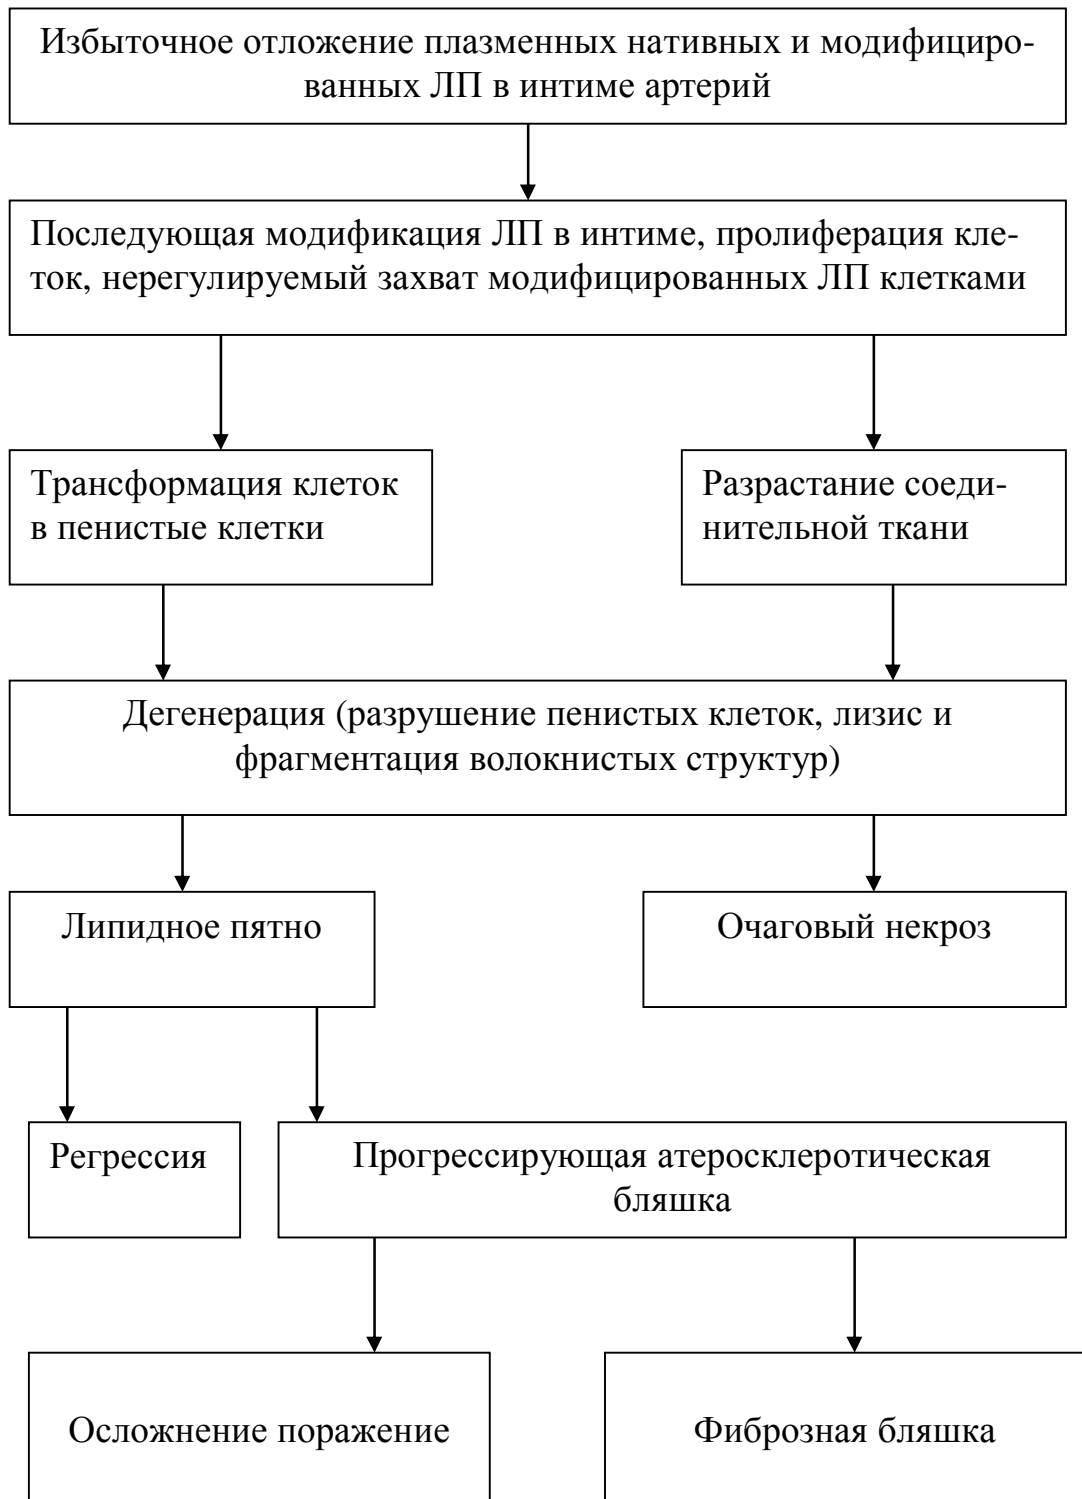 Избыточное отложение плазменных нативных и модифициро-
ванных ЛП в интиме артерий
Последующая модификация ЛП в интиме, пролиферация кле-
ток, нерегулируемый захват модифицированных ЛП клетками
Трансформация клеток
в пенистые клетки
Разрастание соеди-
нительной ткани
Дегенерация (разрушение пенистых клеток, лизис и
фрагментация волокнистых структур)
Липидное пятно
Очаговый некроз
Регрессия
Прогрессирующая атеросклеротическая
бляшка
Осложнение поражение
Фиброзная бляшка